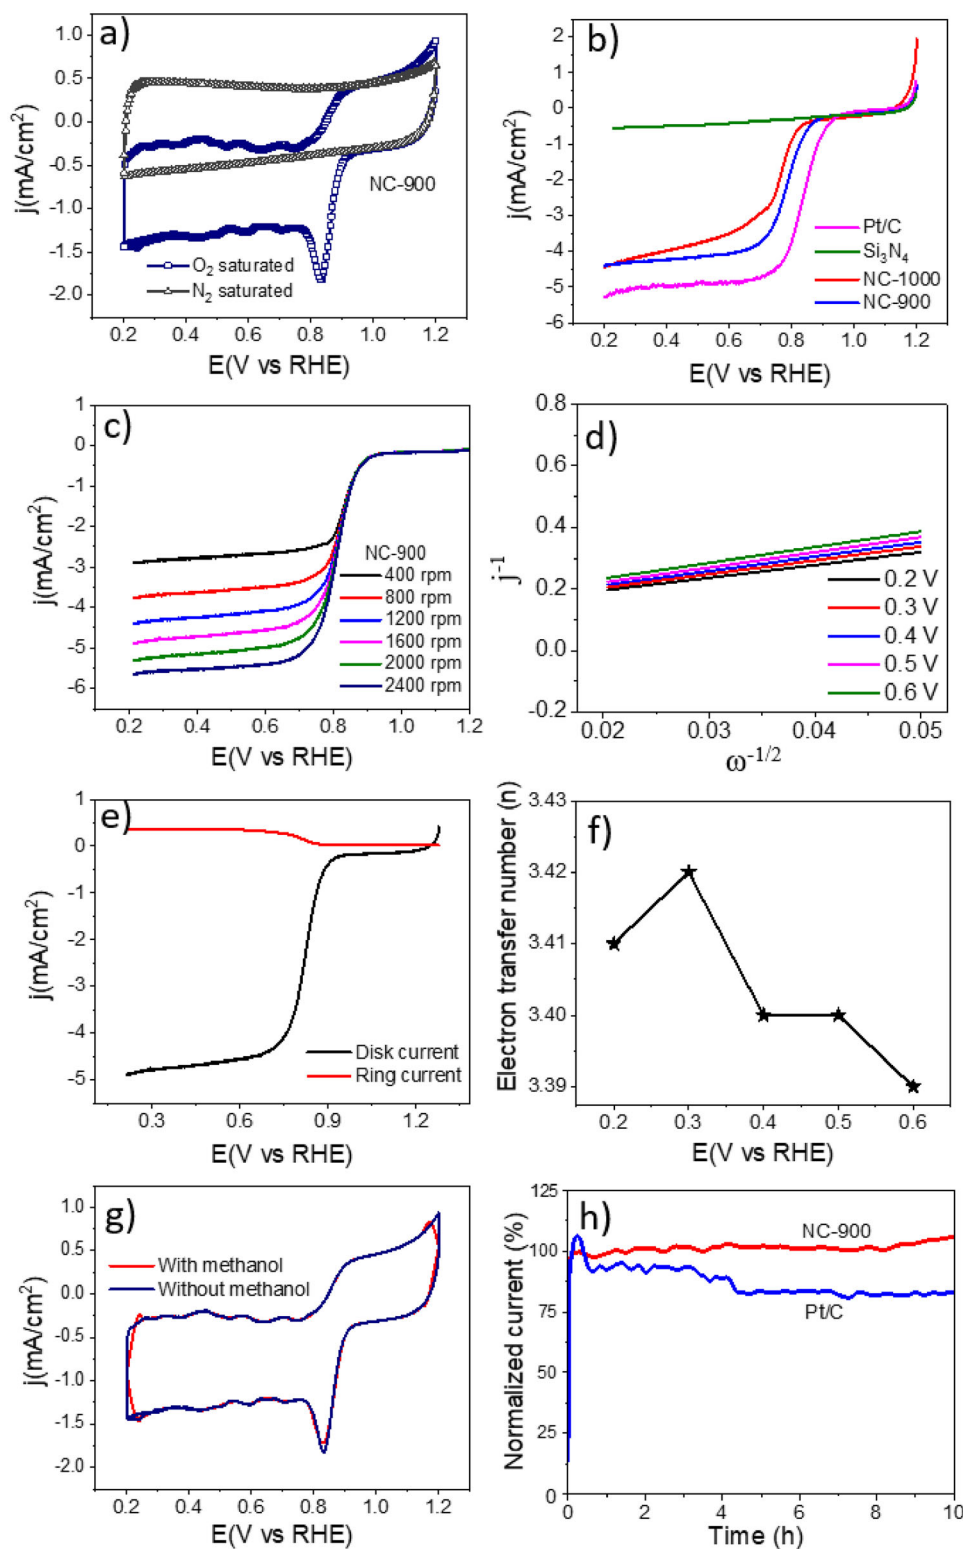 a)
1.0
0.5
0.0
-0.5
-1.0
-1.5
-2.0
j(mA/cm²)
NC-900
O₂ saturated
N₂ saturated
0.2 0.4 0.6 0.8 1.0 1.2
E(V vs RHE)
b)
2
1
0
-1
-2
-3
-4
-5
-6
j(mA/cm²)
Pt/C
Si₃N₄
NC-1000
NC-900
0.2 0.4 0.6 0.8 1.0 1.2
E(V vs RHE)
c)
1
0
-1
-2
-3
-4
-5
-6
j(mA/cm²)
NC-900
400 rpm
800 rpm
1200 rpm
1600 rpm
2000 rpm
2400 rpm
0.2 0.4 0.6 0.8 1.0 1.2
E(V vs RHE)
d)
0.8
0.6
0.4
0.2
0.0
-0.2
j⁻¹
0.2 V
0.3 V
0.4 V
0.5 V
0.6 V
0.02 0.03 0.04 0.05
ω⁻¹/²
e)
1
0
-1
-2
-3
-4
-5
j(mA/cm²)
Disk current
Ring current
0.3 0.6 0.9 1.2
E(V vs RHE)
f)
3.43
3.42
3.41
3.40
3.39
Electron transfer number (n)
0.2 0.3 0.4 0.5 0.6
E(V vs RHE)
g)
1.0
0.5
0.0
-0.5
-1.0
-1.5
-2.0
j(mA/cm²)
With methanol
Without methanol
0.2 0.4 0.6 0.8 1.0 1.2
E(V vs RHE)
h)
125
100
75
50
25
0
Normalized current (%)
NC-900
Pt/C
0 2 4 6 8 10
Time (h)